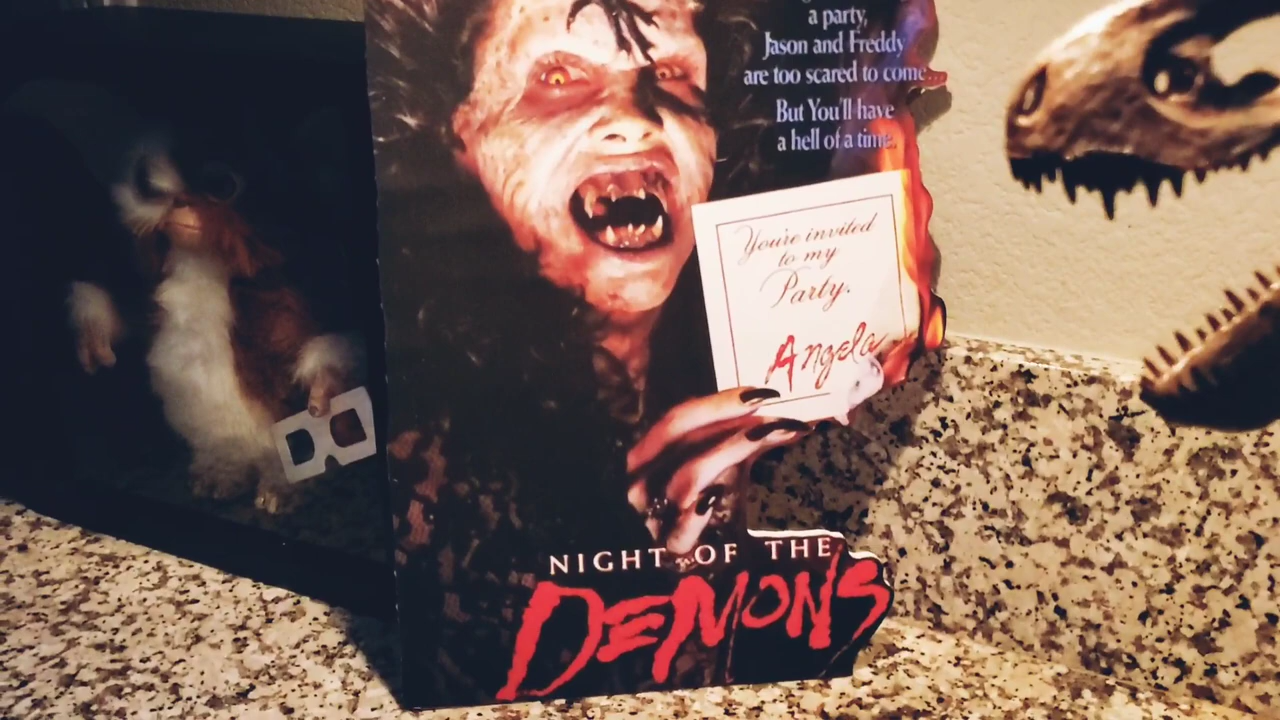 a party,
Jason and Freddy
are too scared to come...
But You'll have
a hell of a time.
You're invited
to my
Party.
Angela
NIGHT OF THE
DEMONS